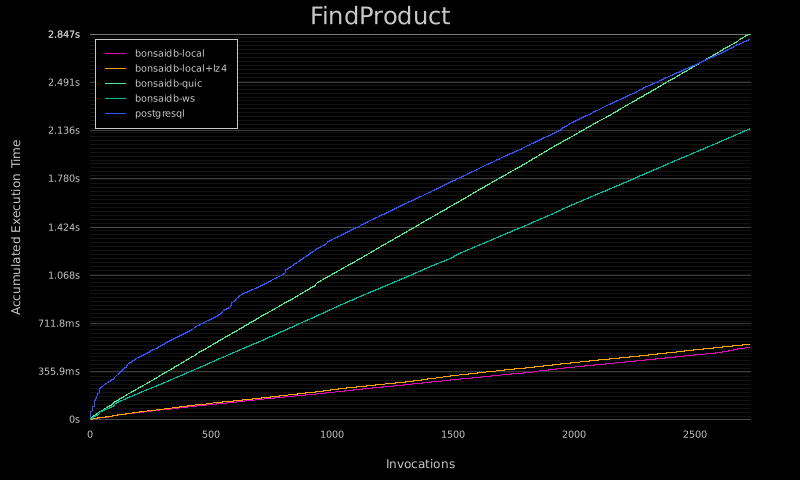 FindProduct
2.847s
2.491s
2.136s
1.780s
1.424s
1.068s
711.8ms
355.9ms
0s
bonsaidb-local
bonsaidb-local+lz4
bonsaidb-quic
bonsaidb-ws
postgresql
Accumulated Execution Time
0 500 1000 1500 2000 2500
Invocations